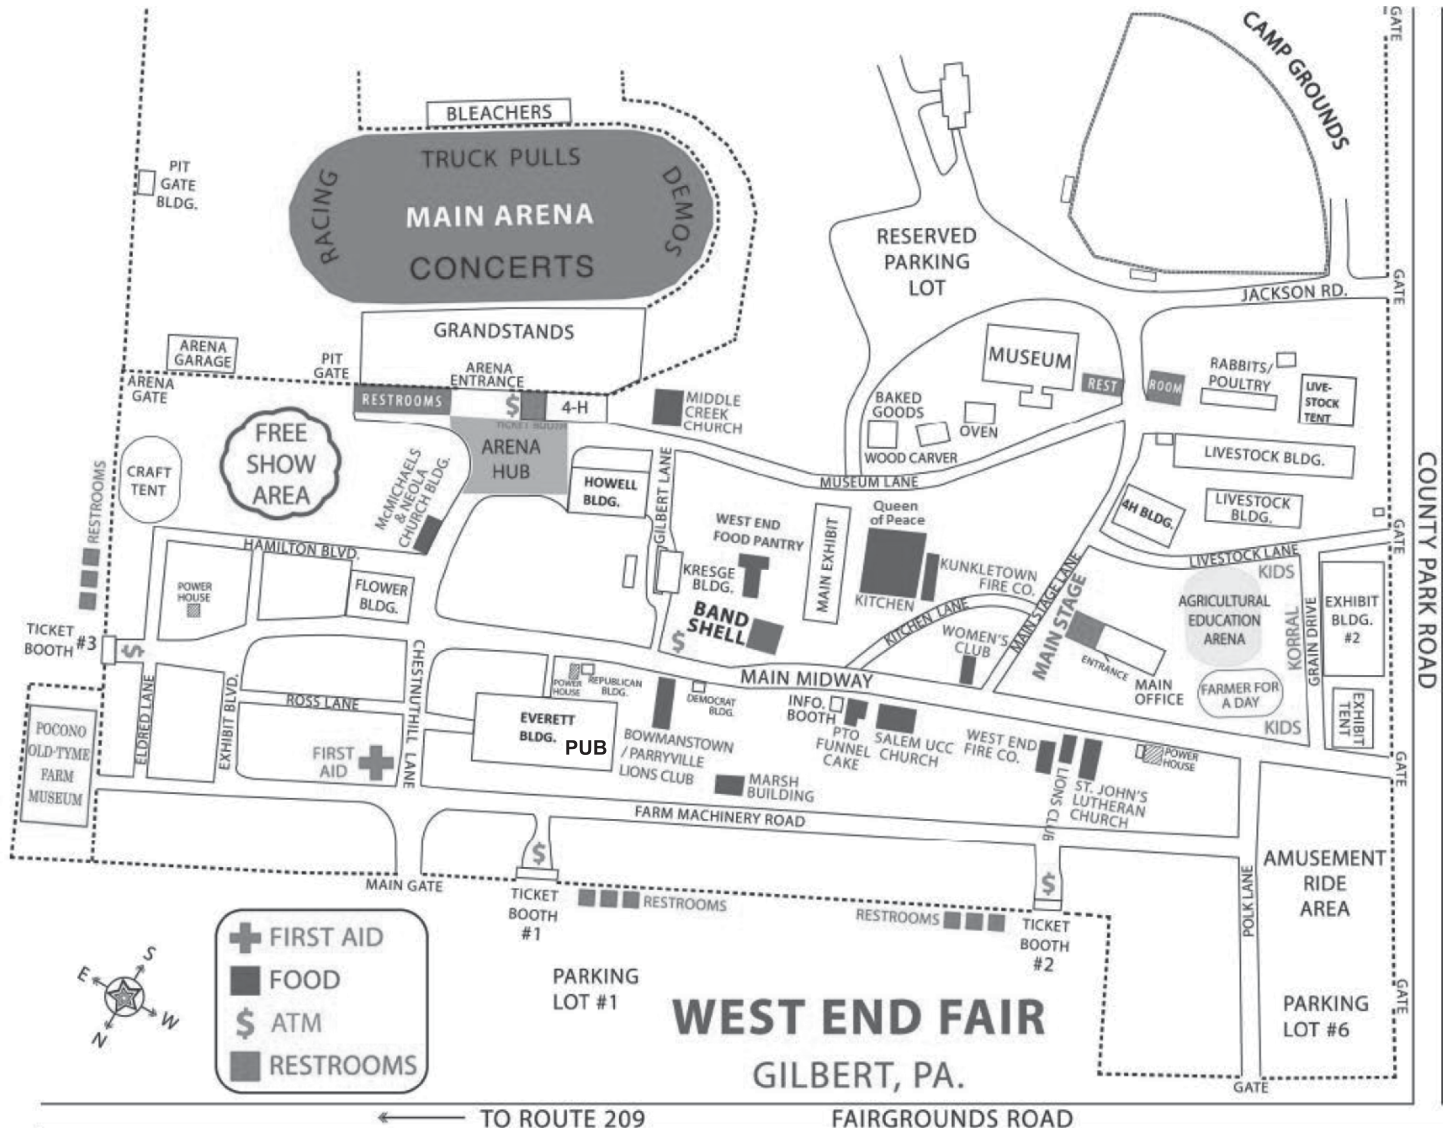 BLEACHERS
TRUCK PULLS
RACING
MAIN ARENA
DEMOS
CONCERTS
GRANDSTANDS
PIT
GATE
BLDG.
ARENA
GARAGE
PIT
GATE
ARENA
ENTRANCE
ARENA
GATE
RESTROOMS
$
TICKET BOOTH
4-H
MIDDLE
CREEK
CHURCH
ARENA
HUB
FREE
SHOW
AREA
CRAFT
TENT
RESTROOMS
McMICHAELS
& NEOLA
CHURCH BLDG.
HOWELL
BLDG.
GILBERT LANE
HAMILTON BLVD.
POWER
HOUSE
FLOWER
BLDG.
TICKET
BOOTH #3
$
ELDRED LANE
EXHIBIT BLVD.
ROSS LANE
CHESTNUTHILL LANE
FIRST
AID
POCONO
OLD-TYME
FARM
MUSEUM
CAMP GROUNDS
GATE
RESERVED
PARKING
LOT
JACKSON RD.
GATE
MUSEUM
REST
ROOM
RABBITS/
POULTRY
LIVE-
STOCK
TENT
BAKED
GOODS
OVEN
WOOD CARVER
MUSEUM LANE
LIVESTOCK BLDG.
LIVESTOCK
BLDG.
4H BLDG.
GATE
LIVESTOCK LANE
COUNTY PARK ROAD
WEST END
FOOD PANTRY
KRESGE
BLDG.
BAND
SHELL
$
MAIN EXHIBIT
Queen
of Peace
KITCHEN
KUNKLETOWN
FIRE CO.
KITCHEN LANE
WOMEN'S
CLUB
MAIN STAGE LANE
MAIN STAGE
ENTRANCE
MAIN
OFFICE
KIDS
AGRICULTURAL
EDUCATION
ARENA
KORRAL
FARMER FOR
A DAY
KIDS
GRAIN DRIVE
EXHIBIT
BLDG.
#2
EXHIBIT
TENT
GATE
MAIN MIDWAY
POWER
HOUSE
REPUBLICAN
BLDG.
EVERETT
BLDG.
PUB
BOWMANSTOWN
/ PARRYVILLE
LIONS CLUB
DEMOCRAT
BLDG.
INFO.
BOOTH
PTO
FUNNEL
CAKE
SALEM UCC
CHURCH
WEST END
FIRE CO.
LIONS CLUB
ST. JOHN'S
LUTHERAN
CHURCH
POWER
HOUSE
MARSH
BUILDING
FARM MACHINERY ROAD
MAIN GATE
$
TICKET
BOOTH
#1
RESTROOMS
RESTROOMS
$
TICKET
BOOTH
#2
POLK LANE
AMUSEMENT
RIDE
AREA
GATE
PARKING
LOT #6
GATE
PARKING
LOT #1
FIRST AID
FOOD
$ ATM
RESTROOMS
S
E
W
N
WEST END FAIR
GILBERT, PA.
TO ROUTE 209
FAIRGROUNDS ROAD